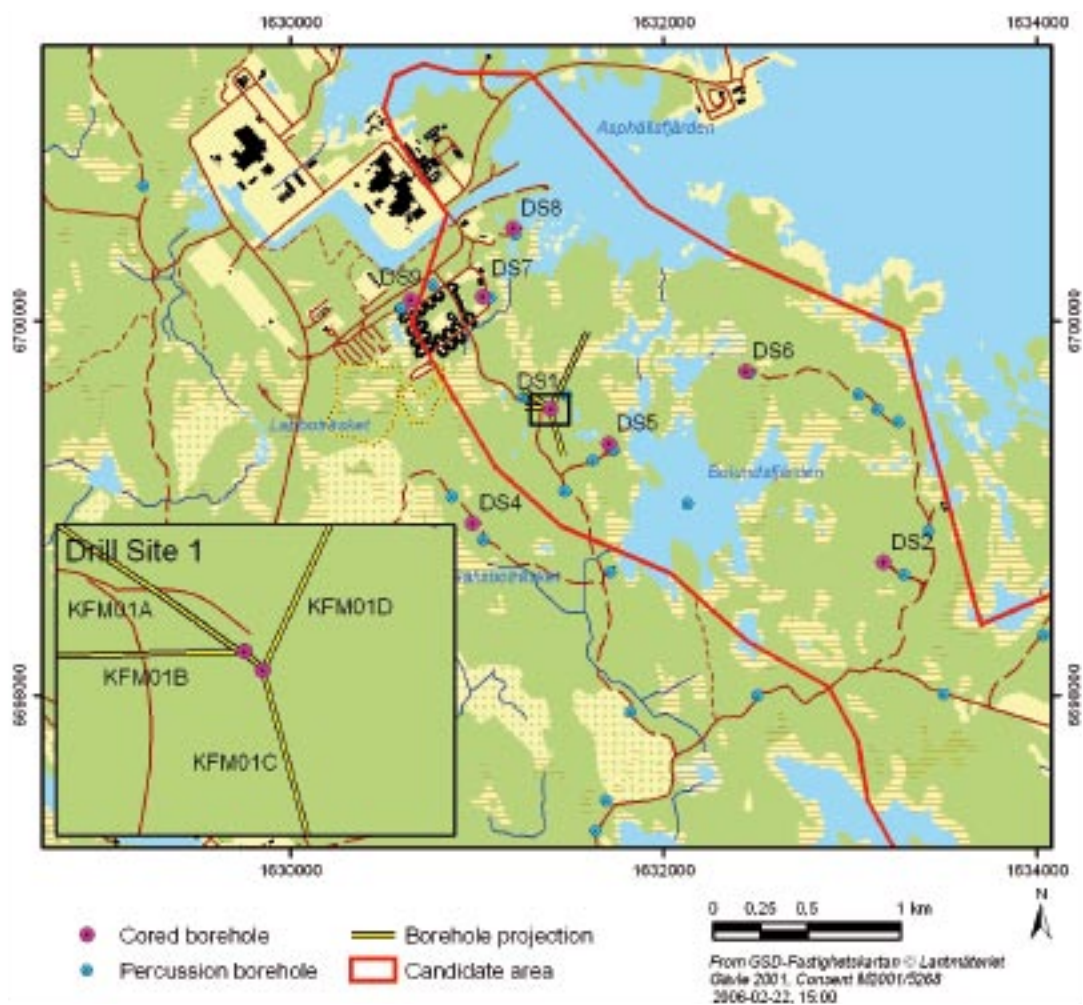 1630000 1632000 1634000
Asphällsfjärden
DS8
DS9 DS7
6700000 6700000
DS6
DS1
DS5
Bolundsfjärden
DS4
DS2
Drill Site 1
KFM01A KFM01D
KFM01B
KFM01C
6698000 6698000
1630000 1632000 1634000
N
0 0.25 0.5 1 km
Cored borehole Borehole projection
Percussion borehole Candidate area
From GSD-Fastighetskartan © Lantmäteriet
Gävle 2001, Consent M2001/5268
2006-02-22, 15:00